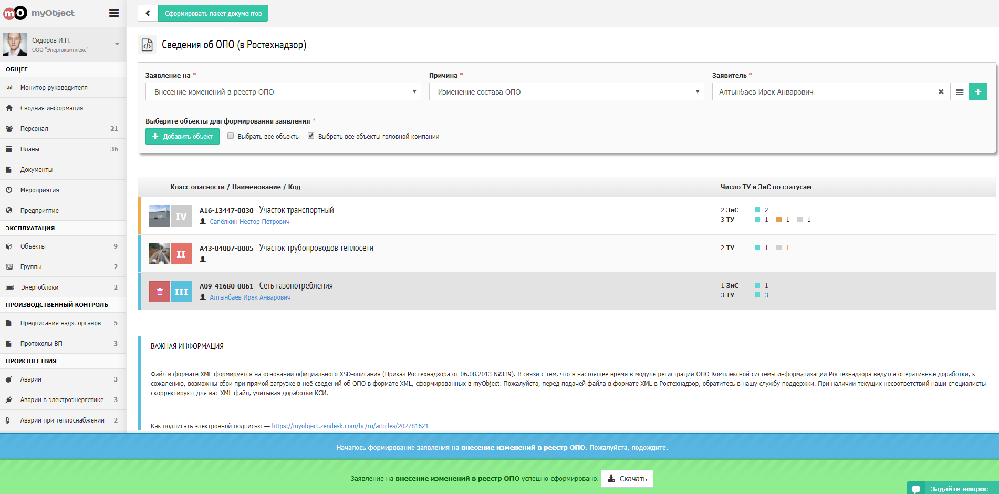 mO myObject
Сидоров И.Н.
ООО "Энергокомплекс"
ОБЩЕЕ
Монитор руководителя
Сводная информация
Персонал 21
Планы 36
Документы
Мероприятия
Предприятие
ЭКСПЛУАТАЦИЯ
Объекты 9
Группы 2
Энергоблоки 2
ПРОИЗВОДСТВЕННЫЙ КОНТРОЛЬ
Предписания надз. органов 5
Протоколы ВП 3
ПРОИСШЕСТВИЯ
Аварии 3
Аварии в электроэнергетике 3
Аварии при теплоснабжении 2
Сформировать пакет документов
Сведения об ОПО (в Ростехнадзор)
Заявление на * Причина * Заявитель *
Внесение изменений в реестр ОПО Изменение состава ОПО Алтынбаев Ирек Анварович
Выберите объекты для формирования заявления *
Добавить объект Выбрать все объекты Выбрать все объекты головной компании
Класс опасности / Наименование / Код Число ТУ и ЗиС по статусам
IV A16-13447-0030 Участок транспортный 2 ЗиС 2
Сапёлкин Нестор Петрович 3 ТУ 1 1 1
II A43-04007-0005 Участок трубопроводов теплосети 2 ТУ 1 1
—
III A09-41680-0061 Сеть газопотребления 1 ЗиС 1
Алтынбаев Ирек Анварович 3 ТУ 3
ВАЖНАЯ ИНФОРМАЦИЯ
Файл в формате XML формируется на основании официального XSD-описания (Приказ Ростехнадзора от 06.08.2013 №339). В связи с тем, что в настоящее время в модуле регистрации ОПО Комплексной системы информатизации Ростехнадзора ведутся оперативные доработки, к
сожалению, возможны сбои при прямой загрузке в неё сведений об ОПО в формате XML, сформированных в myObject. Пожалуйста, перед подачей файла в формате XML в Ростехнадзор, обратитесь в нашу службу поддержки. При наличии текущих несоответствий наши специалисты
скорректируют для вас XML файл, учитывая доработки КСИ.
Как подписать электронной подписью — https://myobject.zendesk.com/hc/ru/articles/202781621
Началось формирование заявления на внесение изменений в реестр ОПО. Пожалуйста, подождите.
Заявление на внесение изменений в реестр ОПО успешно сформировано. Скачать
Задайте вопрос